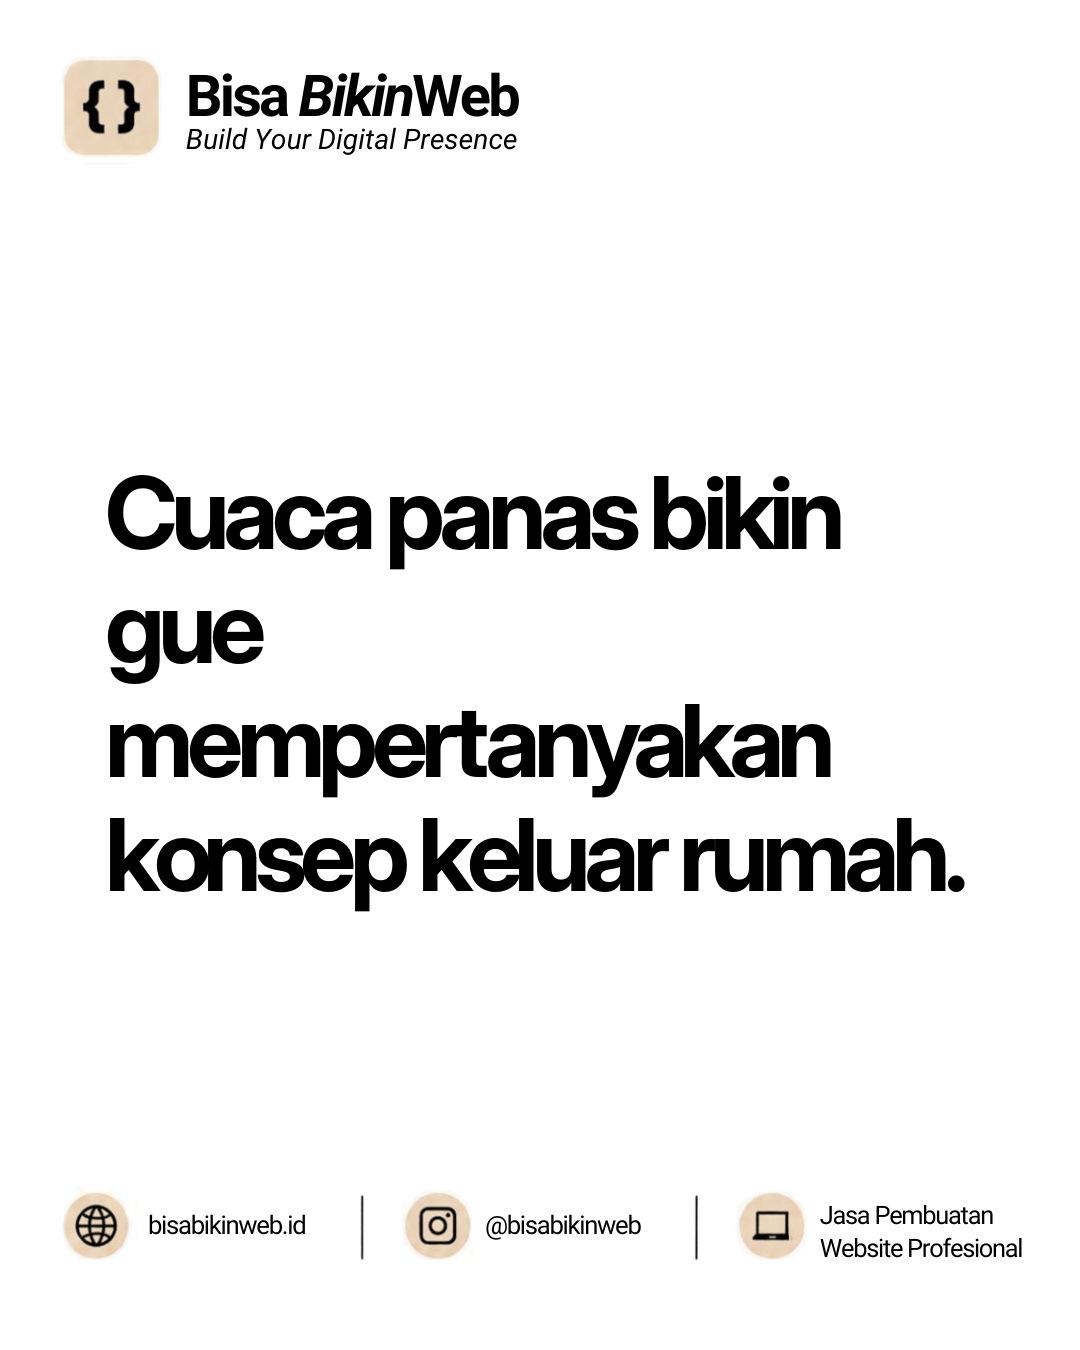 { }
Bisa BikinWeb
Build Your Digital Presence
Cuaca panas bikin
gue
mempertanyakan
konsep keluar rumah.
bisabikinweb.id
@bisabikinweb
Jasa Pembuatan
Website Profesional